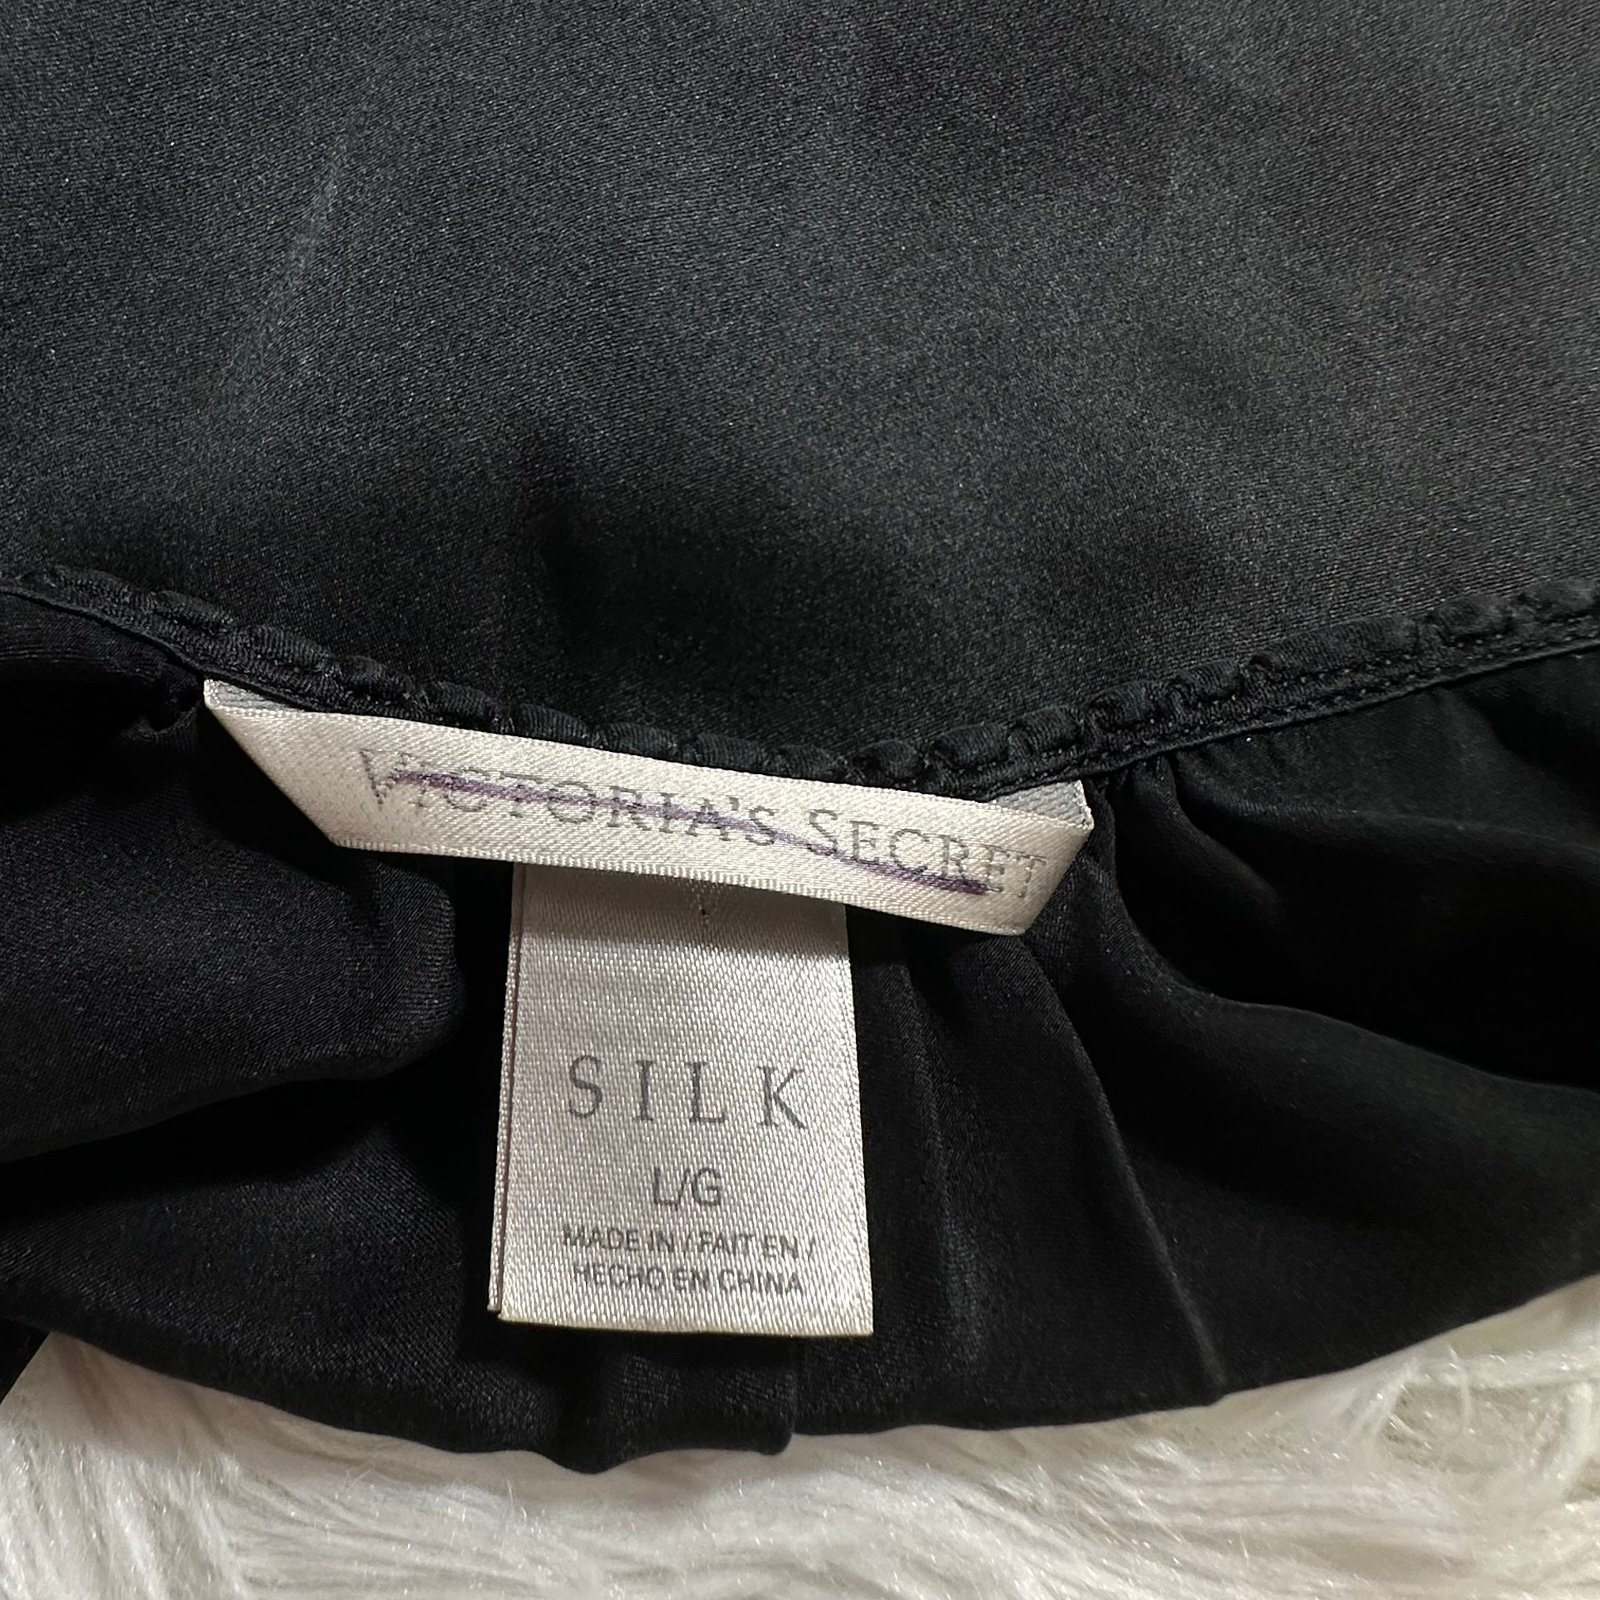 VICTORIA'S SECRET
SILK
L/G
MADE IN / FAIT EN /
HECHO EN CHINA